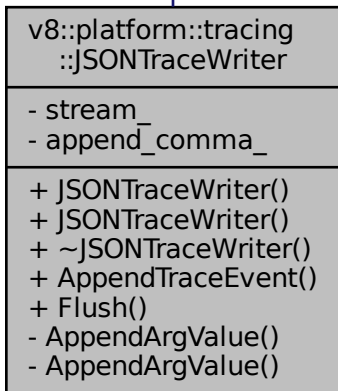 v8::platform::tracing
::JSONTraceWriter
- stream_
- append_comma_
+ JSONTraceWriter()
+ JSONTraceWriter()
+ ~JSONTraceWriter()
+ AppendTraceEvent()
+ Flush()
- AppendArgValue()
- AppendArgValue()